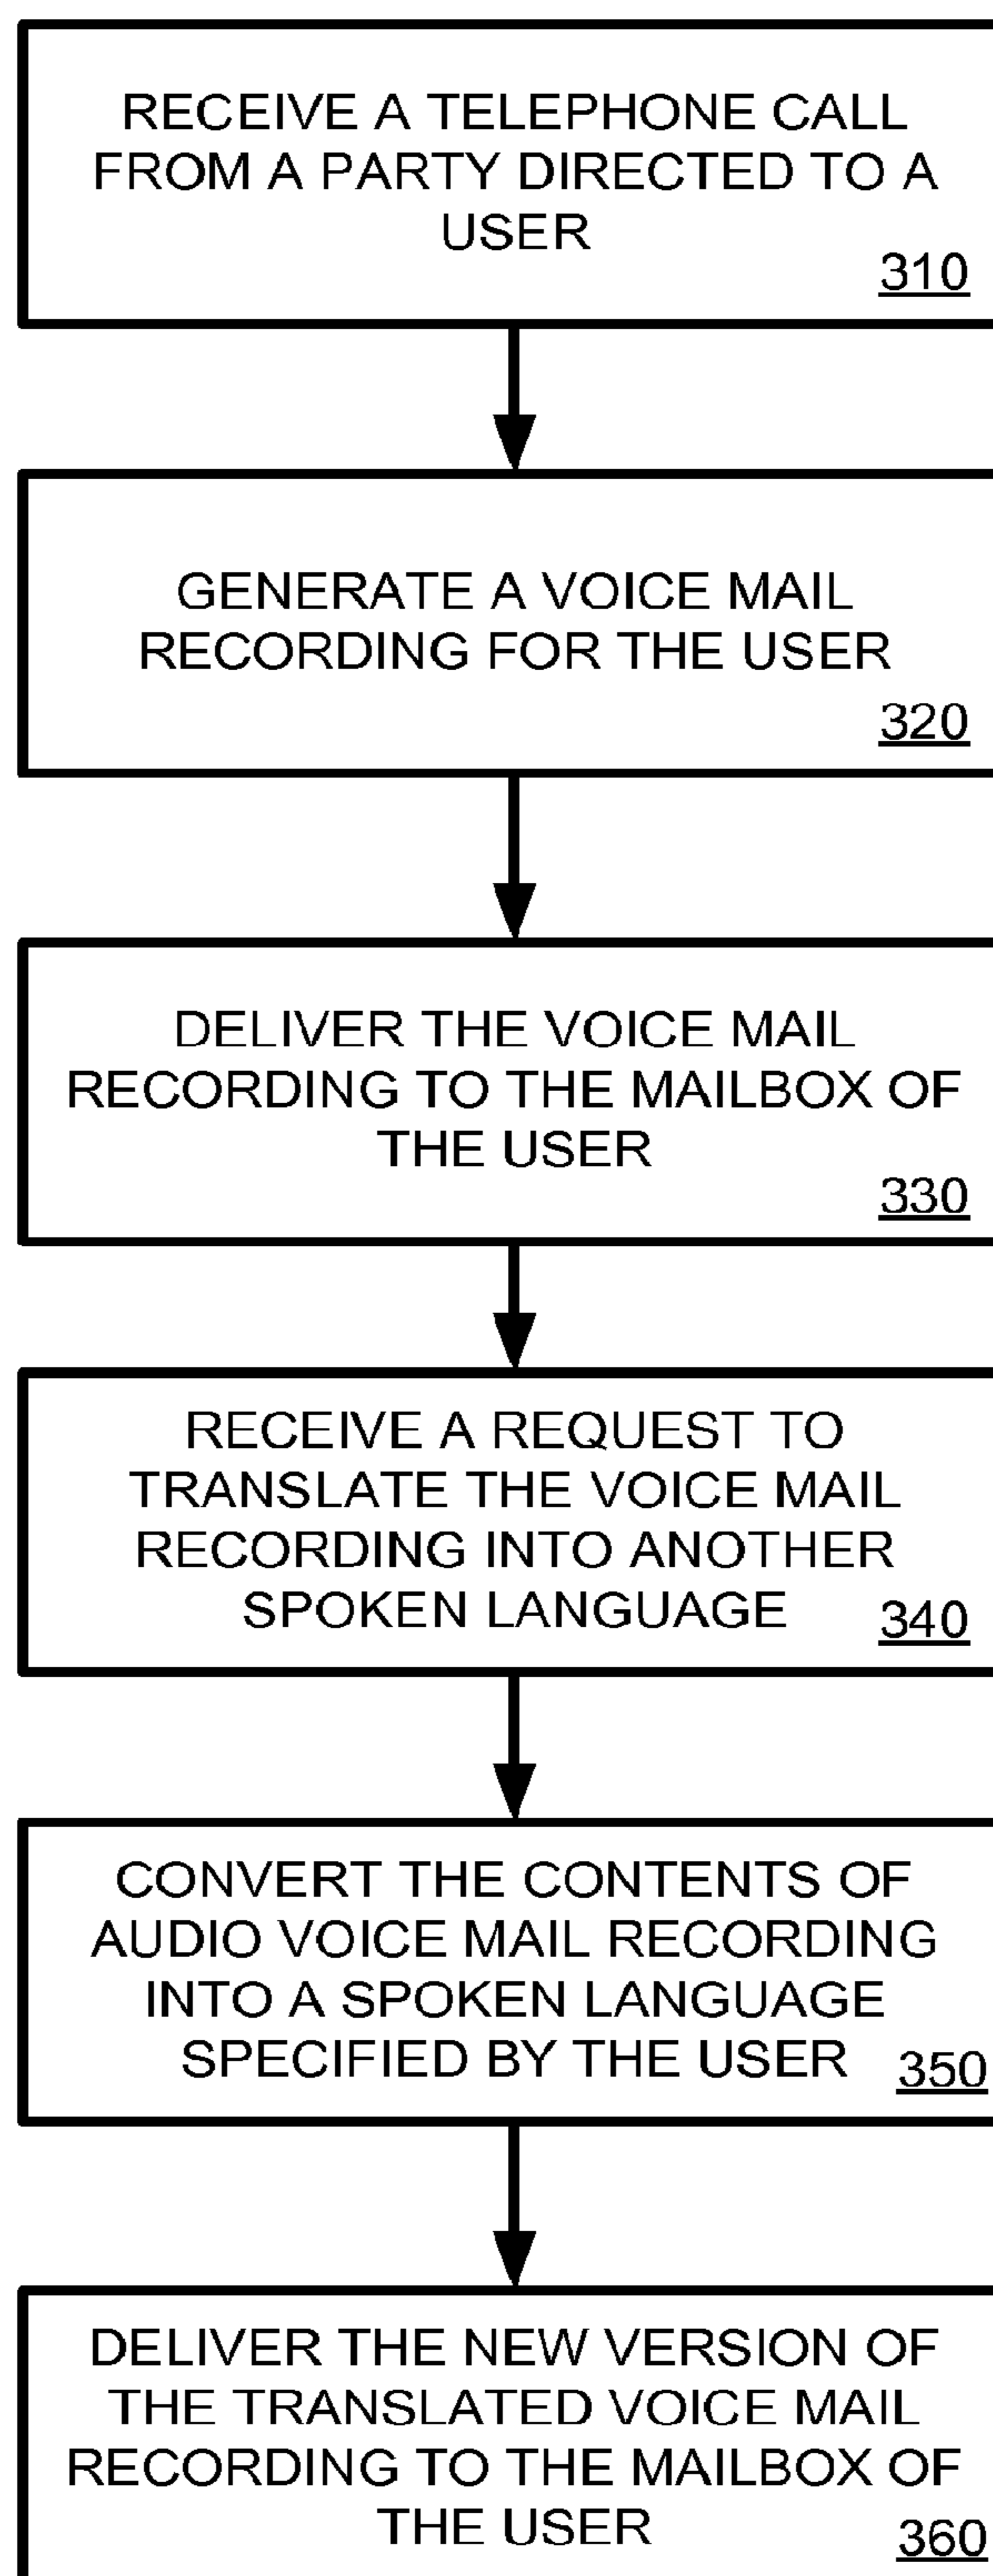 RECEIVE A TELEPHONE CALL
FROM A PARTY DIRECTED TO A
USER
310
GENERATE A VOICE MAIL
RECORDING FOR THE USER
320
DELIVER THE VOICE MAIL
RECORDING TO THE MAILBOX OF
THE USER
330
RECEIVE A REQUEST TO
TRANSLATE THE VOICE MAIL
RECORDING INTO ANOTHER
SPOKEN LANGUAGE
340
CONVERT THE CONTENTS OF
AUDIO VOICE MAIL RECORDING
INTO A SPOKEN LANGUAGE
SPECIFIED BY THE USER
350
DELIVER THE NEW VERSION OF
THE TRANSLATED VOICE MAIL
RECORDING TO THE MAILBOX OF
THE USER
360